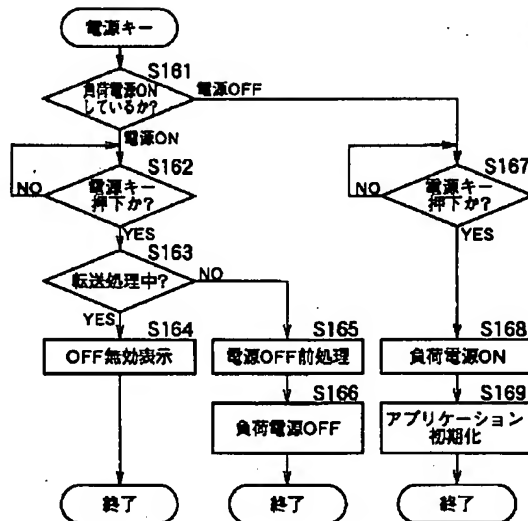 電源キー
S161
負荷電源ON
しているか?
電源OFF
電源ON
S162
電源キー
押下か?
NO
YES
S167
電源キー
押下か?
NO
YES
S163
転送処理中?
NO
YES
S164
OFF無効表示
S165
電源OFF前処理
S168
負荷電源ON
S166
負荷電源OFF
S169
アプリケーション
初期化
終了
終了
終了